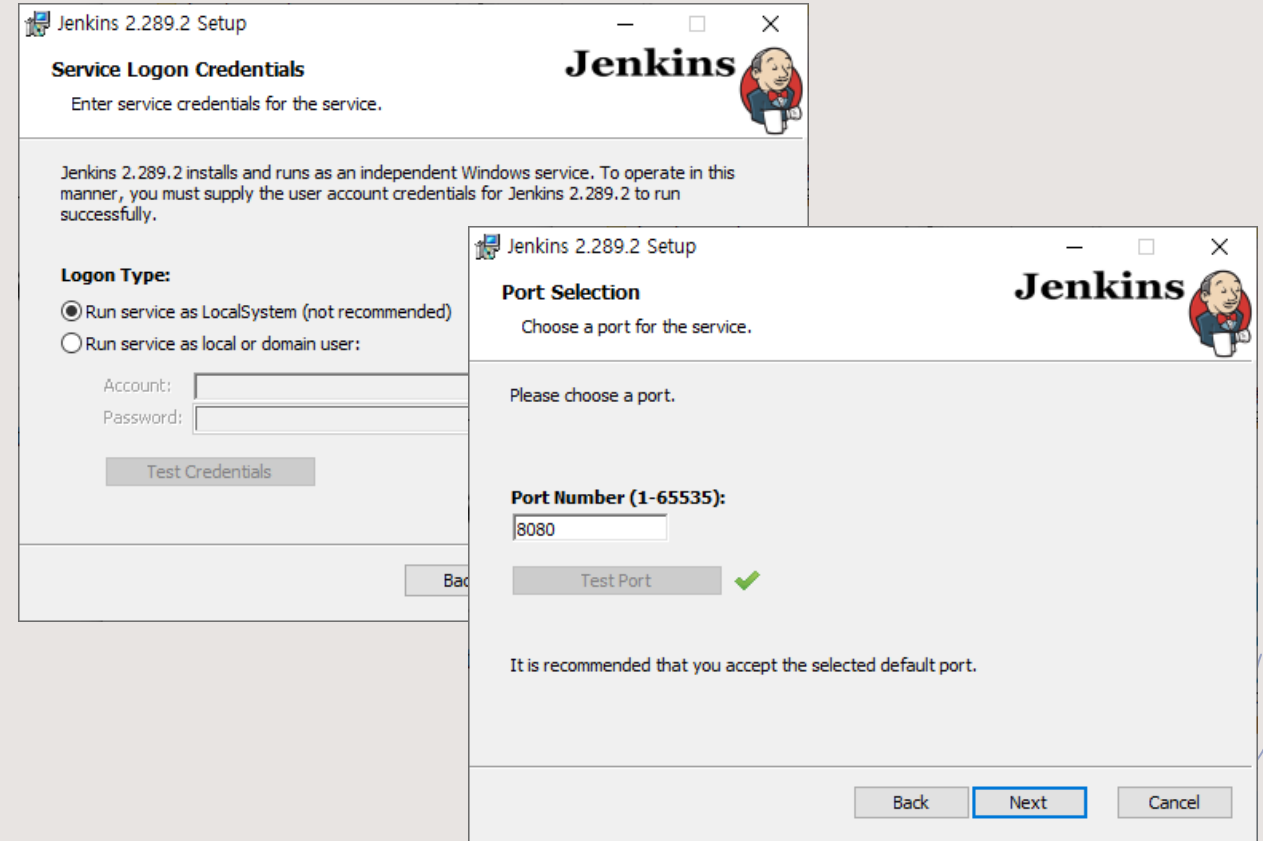 Jenkins 2.289.2 Setup
Service Logon Credentials
Jenkins
Enter service credentials for the service.
Jenkins 2.289.2 installs and runs as an independent Windows service. To operate in this
manner, you must supply the user account credentials for Jenkins 2.289.2 to run
successfully.
Logon Type:
Run service as LocalSystem (not recommended)
Run service as local or domain user:
Account:
Password:
Test Credentials
Jenkins 2.289.2 Setup
Port Selection
Jenkins
Choose a port for the service.
Please choose a port.
Port Number (1-65535):
8080
Test Port
It is recommended that you accept the selected default port.
Back
Next
Cancel